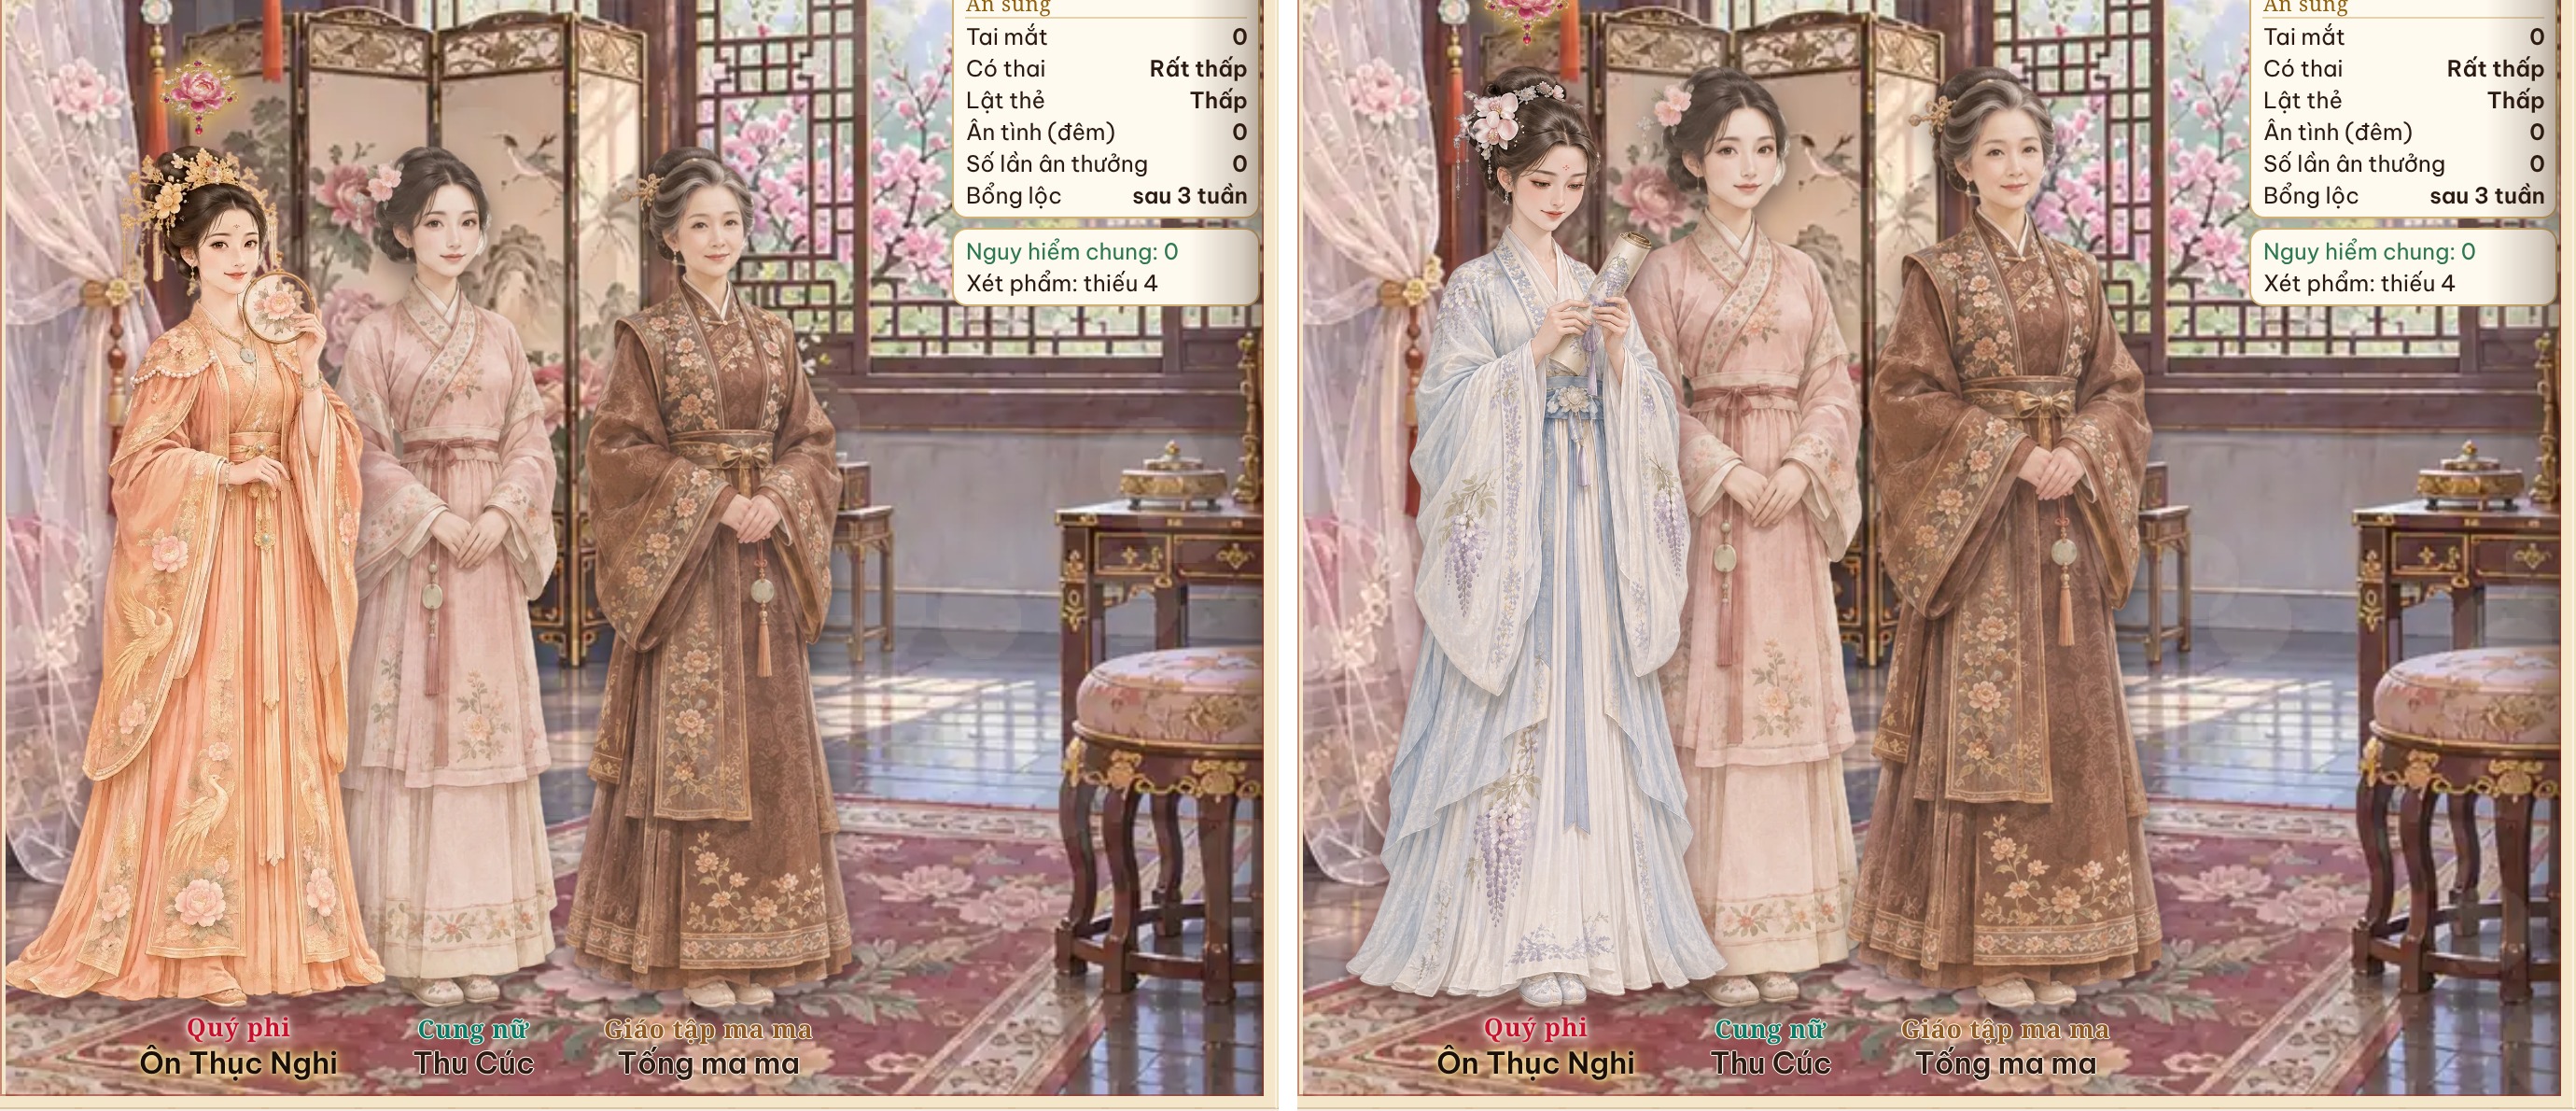 Ân sủng
Tai mắt 0
Có thai Rất thấp
Lật thẻ Thấp
Ân tình (đêm) 0
Số lần ân thưởng 0
Bổng lộc sau 3 tuần
Nguy hiểm chung: 0
Xét phẩm: thiếu 4
Quý phi
Ôn Thục Nghi
Cung nữ
Thu Cúc
Giáo tập ma ma
Tống ma ma
Ân sủng
Tai mắt 0
Có thai Rất thấp
Lật thẻ Thấp
Ân tình (đêm) 0
Số lần ân thưởng 0
Bổng lộc sau 3 tuần
Nguy hiểm chung: 0
Xét phẩm: thiếu 4
Quý phi
Ôn Thục Nghi
Cung nữ
Thu Cúc
Giáo tập ma ma
Tống ma ma